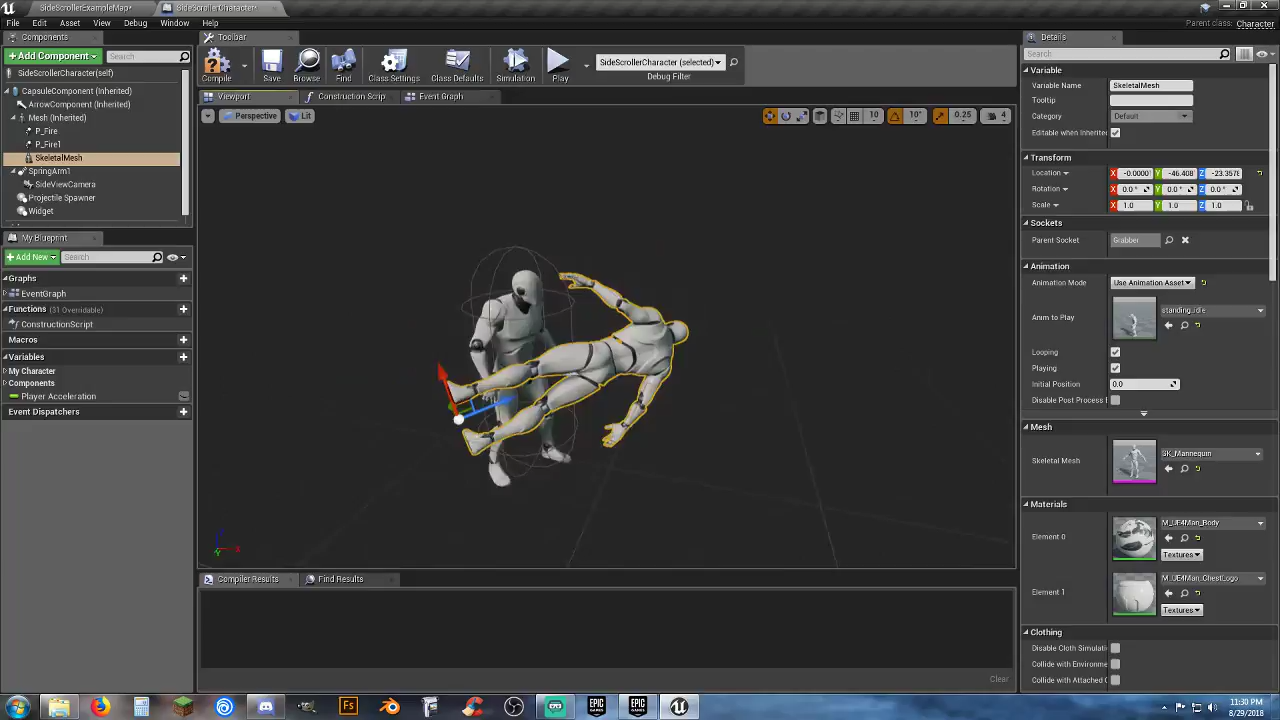 SideScrollerExampleMap*
SideScrollerCharacter*
File Edit Asset View Debug Window Help
Parent class: Character
Components
Add Component
Search
SideScrollerCharacter(self)
CapsuleComponent (Inherited)
ArrowComponent (Inherited)
Mesh (Inherited)
P_Fire
P_Fire1
SkeletalMesh
SpringArm1
SideViewCamera
Projectile Spawner
Widget
My Blueprint
Add New
Search
Graphs
EventGraph
Functions (31 Overridable)
ConstructionScript
Macros
Variables
My Character
Components
Player Acceleration
Event Dispatchers
Toolbar
Compile
Save
Browse
Find
Class Settings
Class Defaults
Simulation
Play
SideScrollerCharacter (selected)
Debug Filter
Viewport
Construction Scrip
Event Graph
Perspective
Lit
10
10°
0.25
4
X
Y
Compiler Results
Find Results
Clear
Details
Search
Variable
Variable Name SkeletalMesh
Tooltip
Category Default
Editable when Inherited
Transform
Location X -0.0000 Y -46.408 Z -23.3578
Rotation X 0.0° Y 0.0° Z 0.0°
Scale X 1.0 Y 1.0 Z 1.0
Sockets
Parent Socket Grabber
Animation
Animation Mode Use Animation Asset
Anim to Play standing_idle
Looping
Playing
Initial Position 0.0
Disable Post Process
Mesh
Skeletal Mesh SK_Mannequin
Materials
Element 0 M_UE4Man_Body
Textures
Element 1 M_UE4Man_Chest_Logo
Textures
Clothing
Disable Cloth Simulati
Collide with Environme
Collide with Attached C
Fs
EPIC GAMES
EPIC GAMES
11:30 PM
8/29/2018